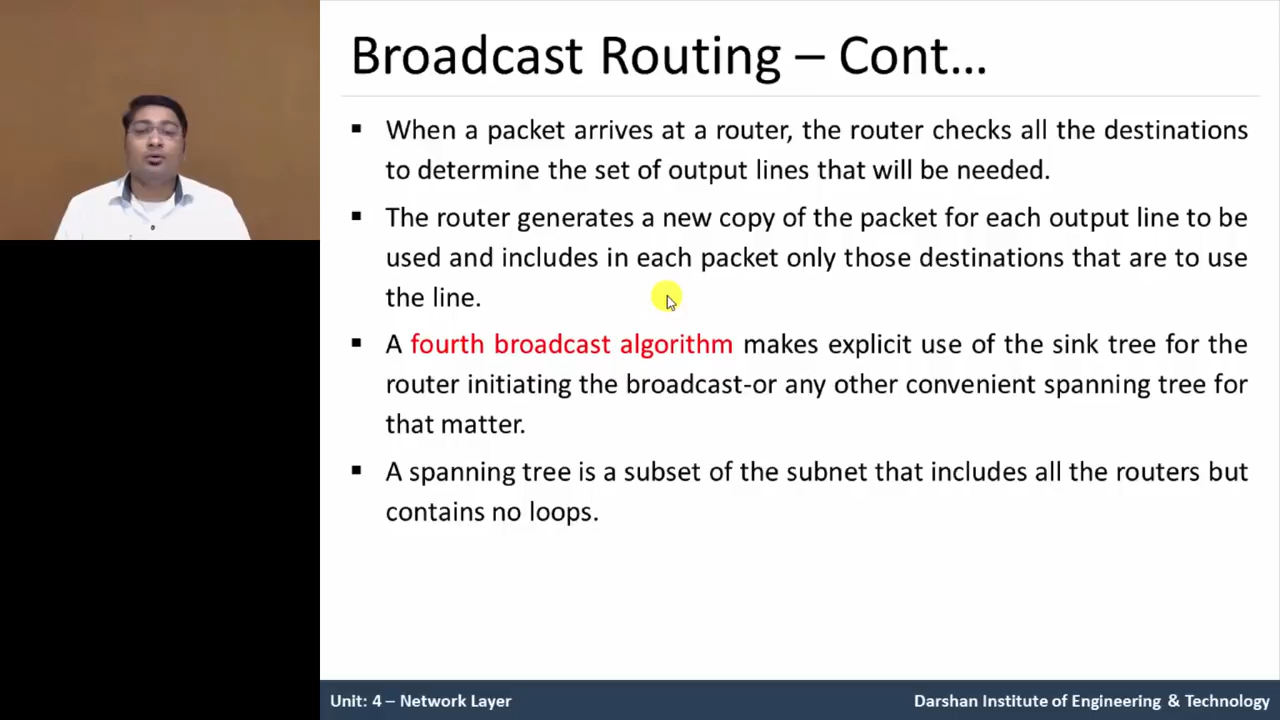 Broadcast Routing – Cont…
▪ When a packet arrives at a router, the router checks all the destinations
to determine the set of output lines that will be needed.
▪ The router generates a new copy of the packet for each output line to be
used and includes in each packet only those destinations that are to use
the line.
▪ A fourth broadcast algorithm makes explicit use of the sink tree for the
router initiating the broadcast-or any other convenient spanning tree for
that matter.
▪ A spanning tree is a subset of the subnet that includes all the routers but
contains no loops.
Unit: 4 – Network Layer
Darshan Institute of Engineering & Technology